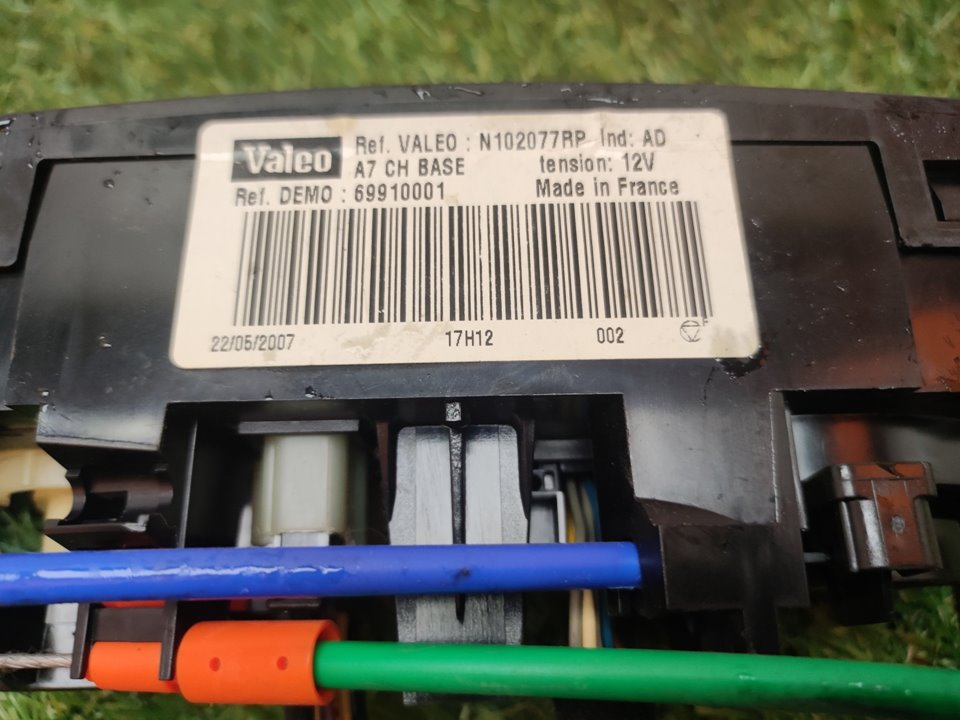 Valeo
Ref. VALEO : N102077RP Ind: AD
A7 CH BASE tension: 12V
Ref. DEMO : 69910001 Made in France
22/05/2007 17H12 002 F